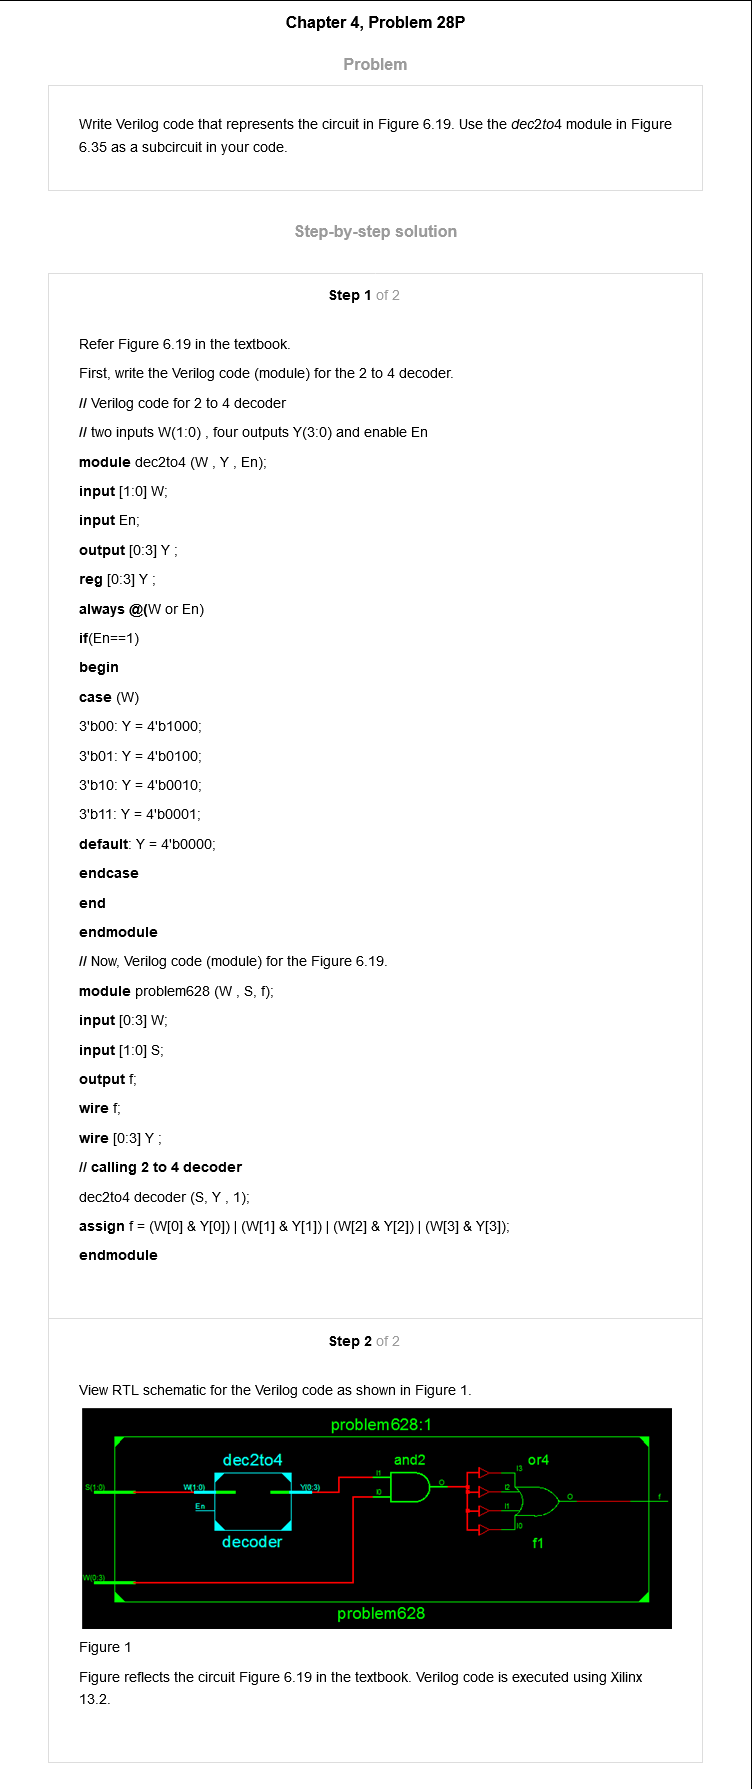 Chapter 4, Problem 28P
Problem
Write Verilog code that represents the circuit in Figure 6.19. Use the dec2to4 module in Figure
6.35 as a subcircuit in your code.
Step-by-step solution
Step 1 of 2
Refer Figure 6.19 in the textbook.
First, write the Verilog code (module) for the 2 to 4 decoder.
// Verilog code for 2 to 4 decoder
// two inputs W(1:0) , four outputs Y(3:0) and enable En
module dec2to4 (W , Y , En);
input [1:0] W;
input En;
output [0:3] Y ;
reg [0:3] Y ;
always @(W or En)
if(En==1)
begin
case (W)
3'b00: Y = 4'b1000;
3'b01: Y = 4'b0100;
3'b10: Y = 4'b0010;
3'b11: Y = 4'b0001;
default: Y = 4'b0000;
endcase
end
endmodule
// Now, Verilog code (module) for the Figure 6.19.
module problem628 (W , S, f);
input [0:3] W;
input [1:0] S;
output f;
wire f;
wire [0:3] Y ;
// calling 2 to 4 decoder
dec2to4 decoder (S, Y , 1);
assign f = (W[0] & Y[0]) | (W[1] & Y[1]) | (W[2] & Y[2]) | (W[3] & Y[3]);
endmodule
Step 2 of 2
View RTL schematic for the Verilog code as shown in Figure 1.
problem628:1
dec2to4
and2
or4
S(1:0)
W(1:0)
Y(0:3)
En
I1
I0
O
I3
I2
I1
I0
O
f
decoder
f1
W(0:3)
problem628
Figure 1
Figure reflects the circuit Figure 6.19 in the textbook. Verilog code is executed using Xilinx
13.2.